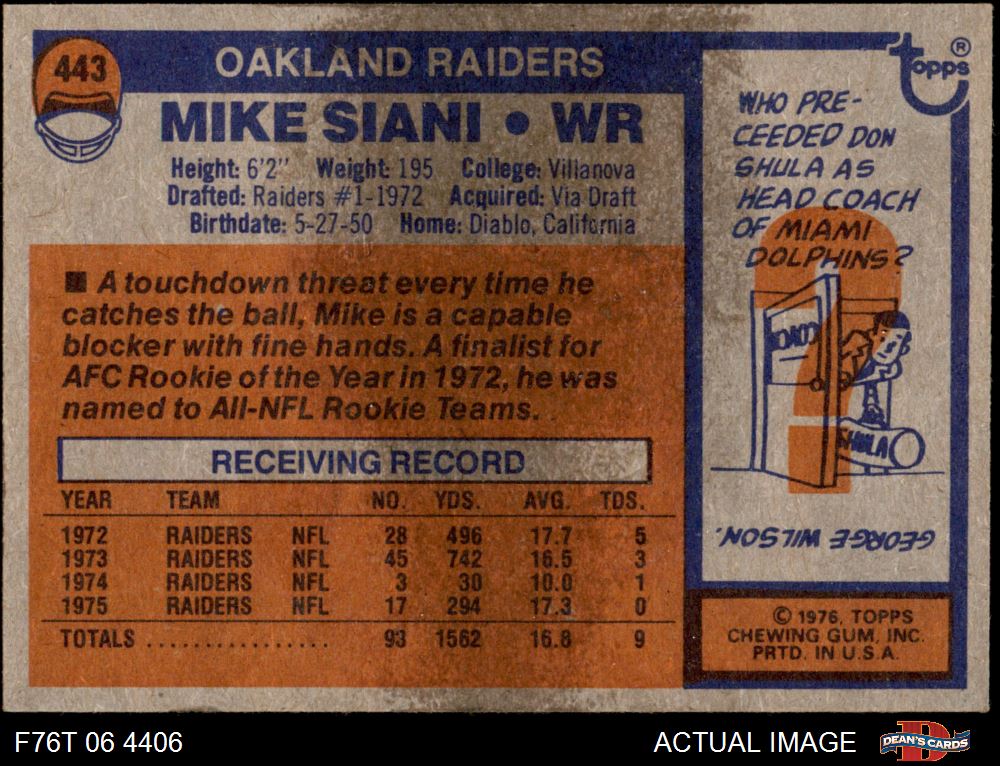 443
OAKLAND RAIDERS
MIKE SIANI • WR
Height: 6'2" Weight: 195 College: Villanova
Drafted: Raiders #1-1972 Acquired: Via Draft
Birthdate: 5-27-50 Home: Diablo, California
■ A touchdown threat every time he
catches the ball, Mike is a capable
blocker with fine hands. A finalist for
AFC Rookie of the Year in 1972, he was
named to All-NFL Rookie Teams.
RECEIVING RECORD
YEAR TEAM NO. YDS. AVG. TDS.
1972 RAIDERS NFL 28 496 17.7 5
1973 RAIDERS NFL 45 742 16.5 3
1974 RAIDERS NFL 3 30 10.0 1
1975 RAIDERS NFL 17 294 17.3 0
TOTALS ................ 93 1562 16.8 9
Topps ®
WHO PRE-
CEEDED DON
SHULA AS
HEAD COACH
OF MIAMI
DOLPHINS?
COACH
SHULA
GEORGE WILSON.
© 1976, TOPPS
CHEWING GUM, INC.
PRTD. IN U.S.A.
F76T 06 4406
ACTUAL IMAGE
D
DEAN'S CARDS